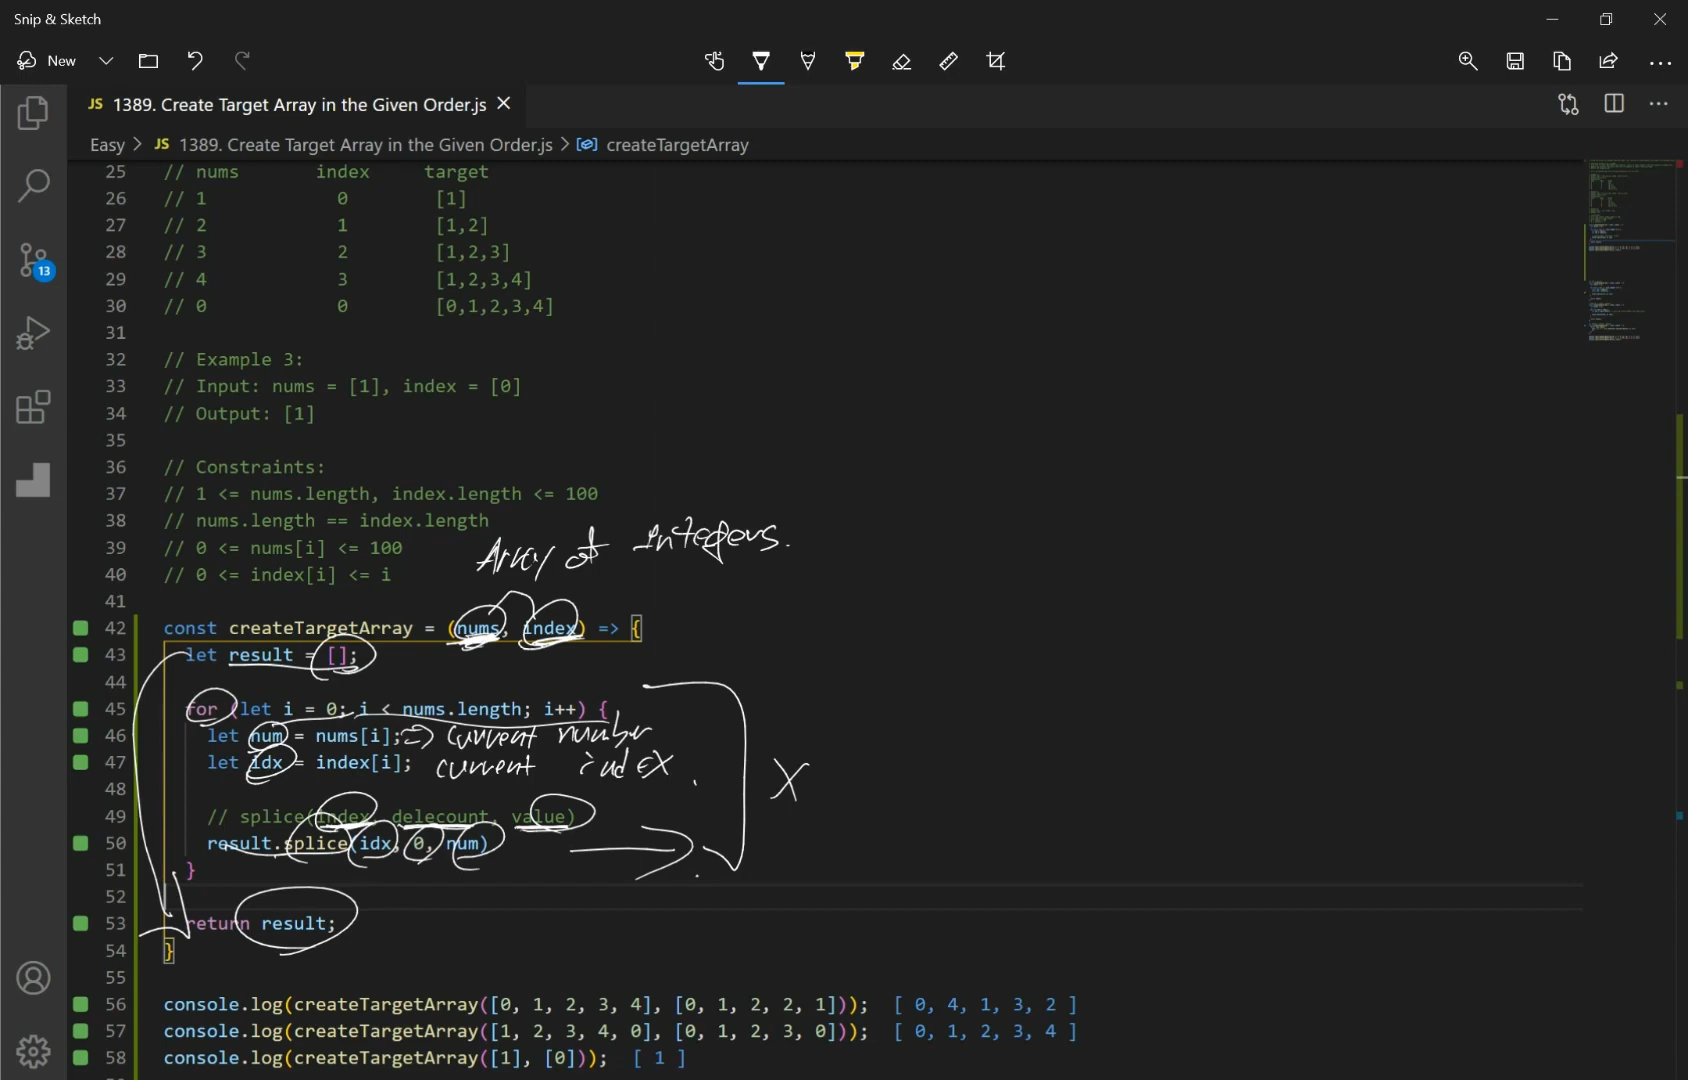 Snip & Sketch
New
JS 1389. Create Target Array in the Given Order.js
Easy > JS 1389. Create Target Array in the Given Order.js > createTargetArray
25 // nums index target
26 // 1 0 [1]
27 // 2 1 [1,2]
28 // 3 2 [1,2,3]
29 // 4 3 [1,2,3,4]
30 // 0 0 [0,1,2,3,4]
31
32 // Example 3:
33 // Input: nums = [1], index = [0]
34 // Output: [1]
35
36 // Constraints:
37 // 1 <= nums.length, index.length <= 100
38 // nums.length == index.length
39 // 0 <= nums[i] <= 100
Array of Integers.
40 // 0 <= index[i] <= i
41
42 const createTargetArray = (nums, index) => {
43 let result = [];
44
45 for (let i = 0; i < nums.length; i++) {
46 let num = nums[i]; => current number
47 let idx = index[i]; current index.
X
48
49 // splice(index, delecount, value)
50 result.splice(idx, 0, num)
51 }
52
53 return result;
54 }
55
56 console.log(createTargetArray([0, 1, 2, 3, 4], [0, 1, 2, 2, 1])); [ 0, 4, 1, 3, 2 ]
57 console.log(createTargetArray([1, 2, 3, 4, 0], [0, 1, 2, 3, 0])); [ 0, 1, 2, 3, 4 ]
58 console.log(createTargetArray([1], [0])); [ 1 ]
13